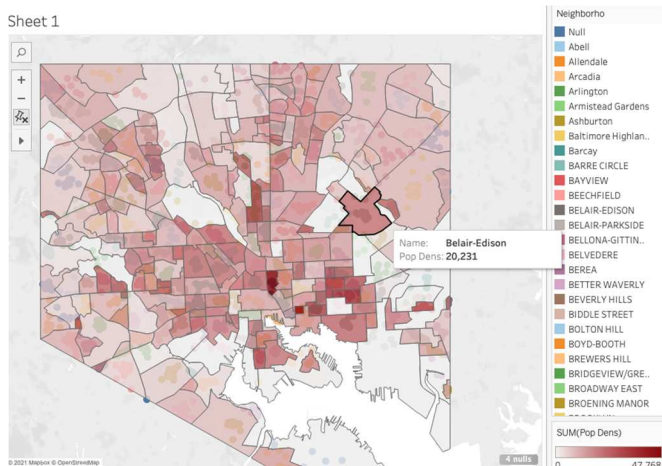 Sheet 1
Name: Belair-Edison
Pop Dens: 20,231
© 2021 Mapbox © OpenStreetMap
4 nulls
Neighborho
Null
Abell
Allendale
Arcadia
Arlington
Armistead Gardens
Ashburton
Baltimore Highlan..
Barcay
BARRE CIRCLE
BAYVIEW
BEECHFIELD
BELAIR-EDISON
BELAIR-PARKSIDE
BELLONA-GITTIN..
BELVEDERE
BEREA
BETTER WAVERLY
BEVERLY HILLS
BIDDLE STREET
BOLTON HILL
BOYD-BOOTH
BREWERS HILL
BRIDGEVIEW/GRE..
BROADWAY EAST
BROENING MANOR
SUM(Pop Dens)
0 47,768